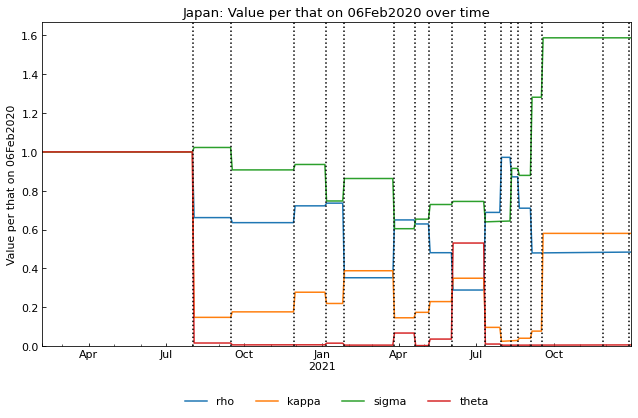 Japan: Value per that on 06Feb2020 over time
Value per that on 06Feb2020
1.6
1.4
1.2
1.0
0.8
0.6
0.4
0.2
0.0
Apr Jul Oct Jan Apr Jul Oct
2021
rho kappa sigma theta